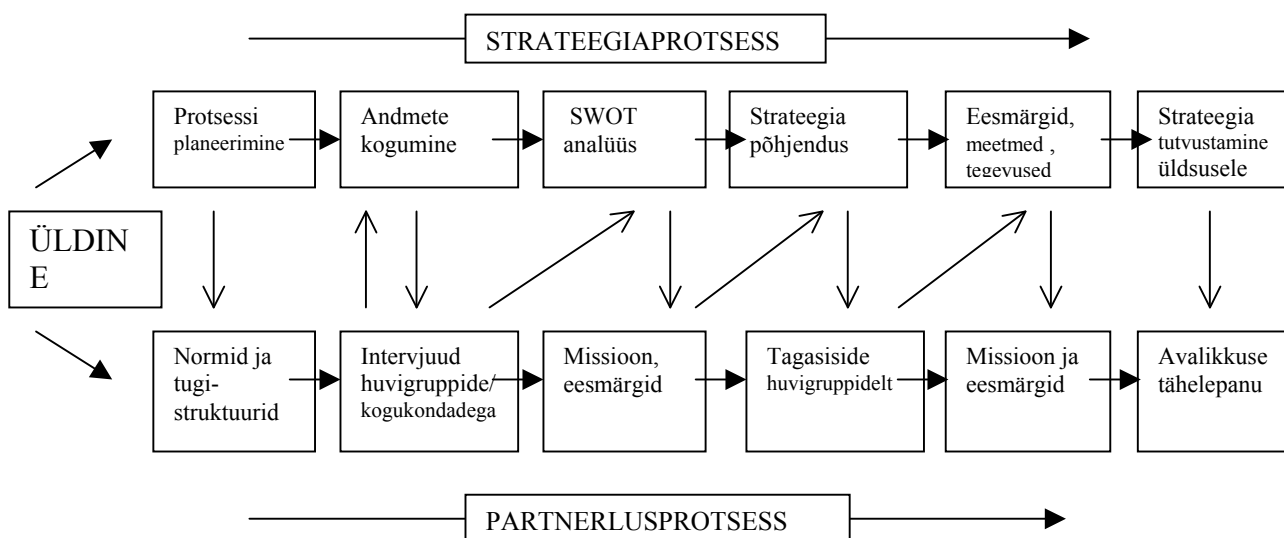 STRATEEGIAPROTSESS
Protsessi
planeerimine
Andmete
kogumine
SWOT
analüüs
Strateegia
põhjendus
Eesmärgid,
meetmed ,
tegevused
Strateegia
tutvustamine
üldsusele
ÜLDIN
E
Normid ja
tugi-
struktuurid
Intervjuud
huvigruppide/
kogukondadega
Missioon,
eesmärgid
Tagasiside
huvigruppidelt
Missioon ja
eesmärgid
Avalikkuse
tähelepanu
PARTNERLUSPROTSESS